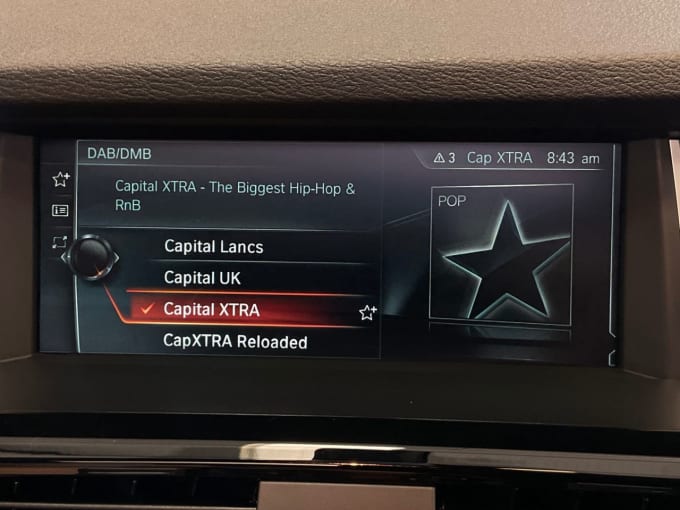 DAB/DMB
3 Cap XTRA 8:43 am
Capital XTRA - The Biggest Hip-Hop &
RnB
POP
Capital Lancs
Capital UK
Capital XTRA
CapXTRA Reloaded